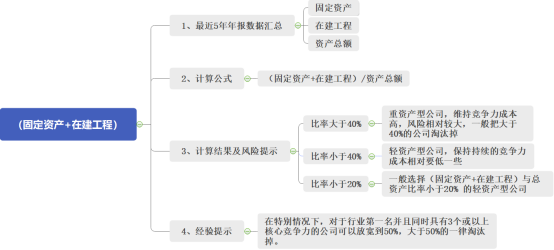 (固定资产+在建工程)
1、最近5年年报数据汇总
固定资产
在建工程
资产总额
2、计算公式
(固定资产+在建工程)/资产总额
3、计算结果及风险提示
比率大于40%
重资产型公司，维持竞争力成本
高，风险相对较大，一般把大于
40%的公司淘汰掉
比率小于40%
轻资产型公司，保持持续的竞争力
成本相对要低一些
比率小于20%
一般选择（固定资产+在建工程）与总
资产比率小于20% 的轻资产型公司
4、经验提示
在特别情况下，对于行业第一名并且同时具有3个或以上
核心竞争力的公司可以放宽到50%，大于50%的一律淘汰
掉。